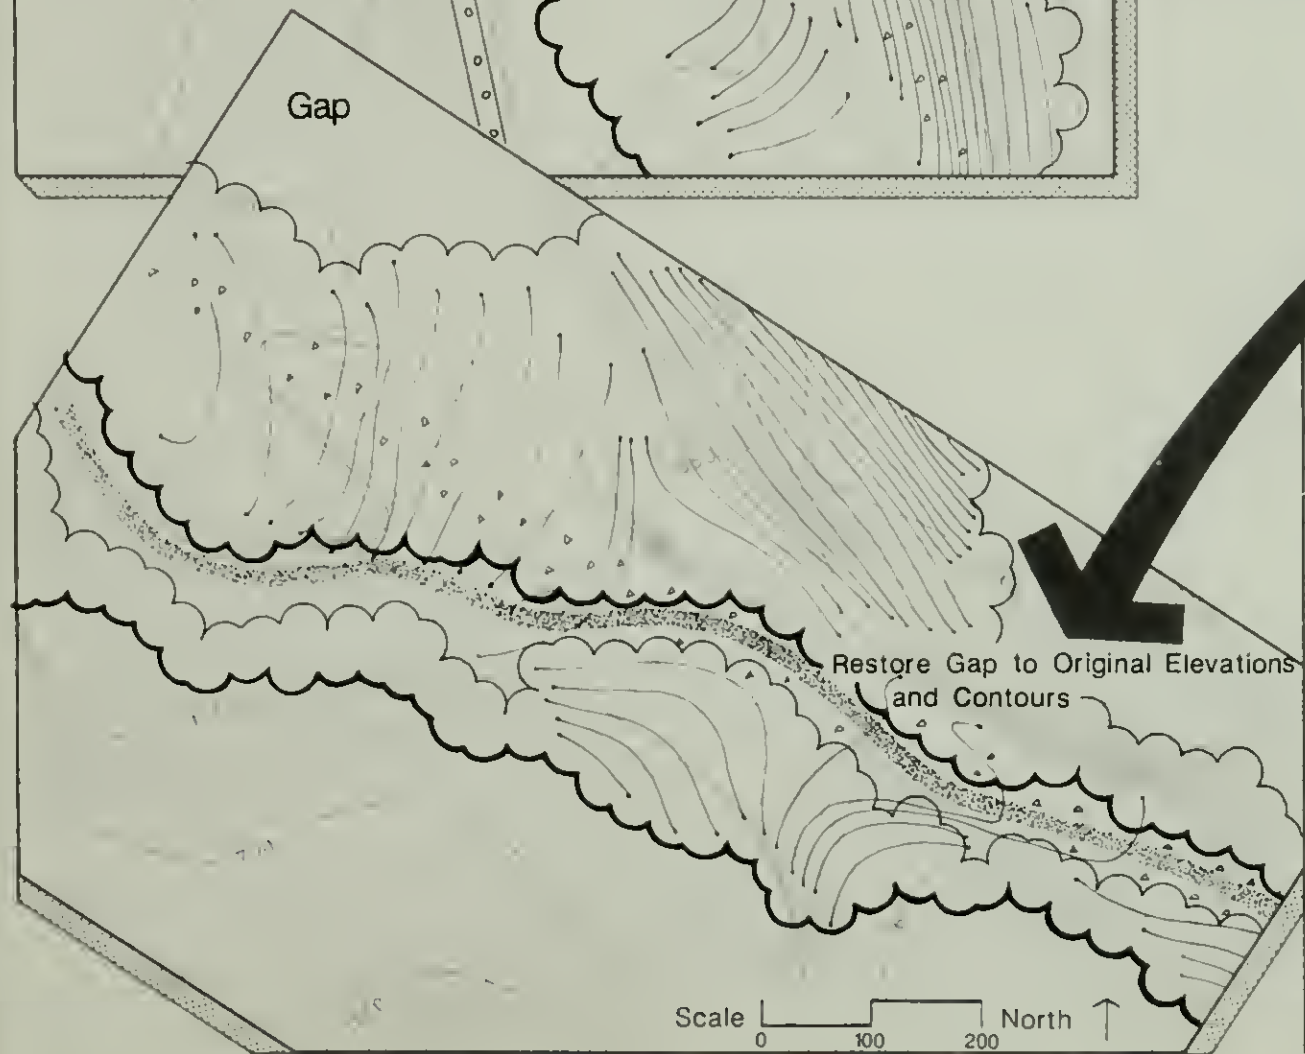 Gap
Restore Gap to Original Elevations
and Contours
Scale
North
0 100 200